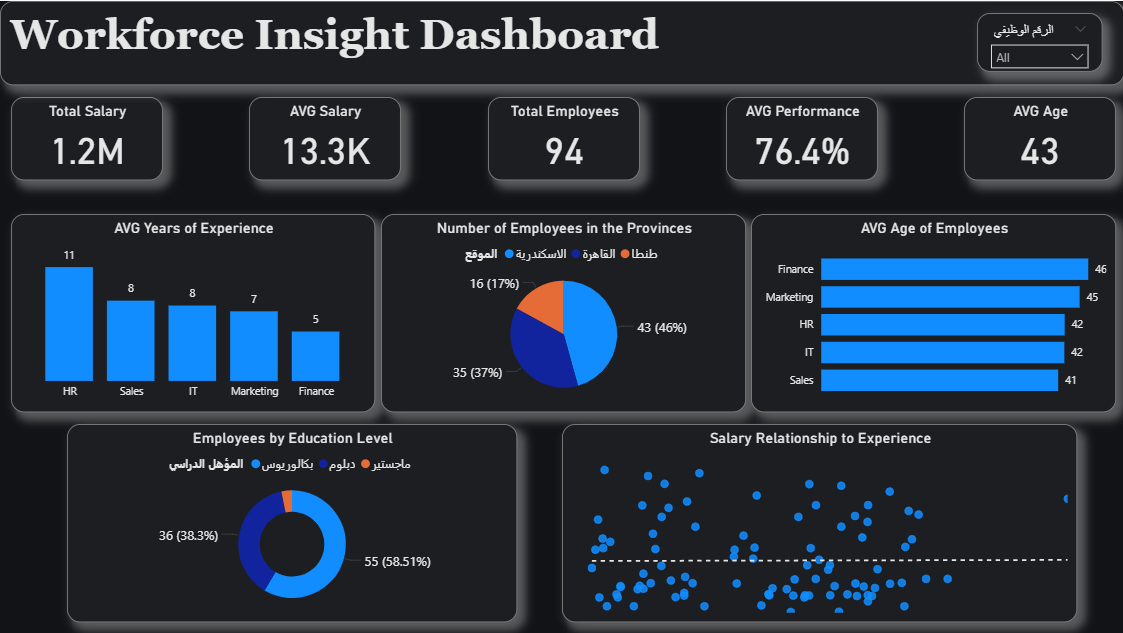 Workforce Insight Dashboard
الرقم الوظيفي
All
Total Salary
1.2M
AVG Salary
13.3K
Total Employees
94
AVG Performance
76.4%
AVG Age
43
AVG Years of Experience
11
8
8
7
5
HR
Sales
IT
Marketing
Finance
Number of Employees in the Provinces
الموقع الاسكندرية القاهرة طنطا
16 (17%)
43 (46%)
35 (37%)
AVG Age of Employees
Finance 46
Marketing 45
HR 42
IT 42
Sales 41
Employees by Education Level
المؤهل الدراسي بكالوريوس دبلوم ماجستير
36 (38.3%)
55 (58.51%)
Salary Relationship to Experience